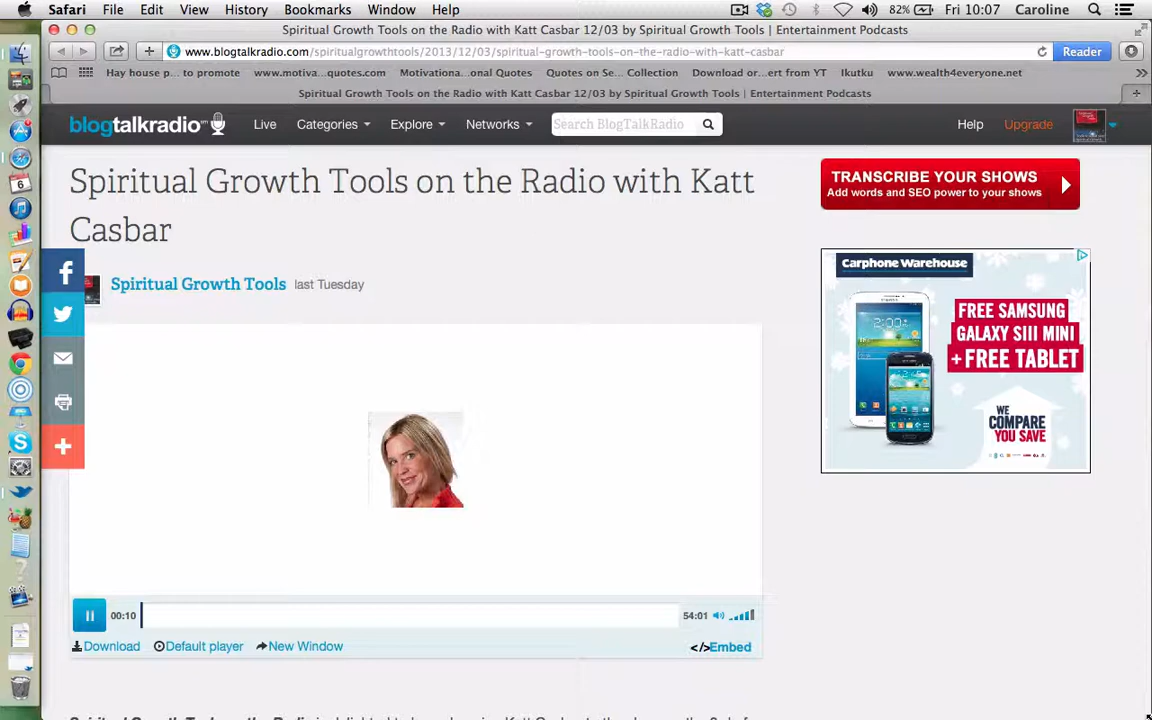 Safari File Edit View History Bookmarks Window Help 82% Fri 10:07 Caroline
Spiritual Growth Tools on the Radio with Katt Casbar 12/03 by Spiritual Growth Tools | Entertainment Podcasts
www.blogtalkradio.com/spiritualgrowthtools/2013/12/03/spiritual-growth-tools-on-the-radio-with-katt-casbar Reader
Hay house p... to promote www.motiva...quotes.com Motivationa...onal Quotes Quotes on Se... Collection Download or...ert from YT Ikutku www.wealth4everyone.net
Spiritual Growth Tools on the Radio with Katt Casbar 12/03 by Spiritual Growth Tools | Entertainment Podcasts
blogtalkradio Live Categories Explore Networks Search BlogTalkRadio Help Upgrade
Spiritual Growth Tools on the Radio with Katt
Casbar
TRANSCRIBE YOUR SHOWS
Add words and SEO power to your shows
Spiritual Growth Tools last Tuesday
Carphone Warehouse
FREE SAMSUNG
GALAXY SIII MINI
+ FREE TABLET
WE
COMPARE
YOU SAVE
6
00:10 54:01
Download Default player New Window </>Embed